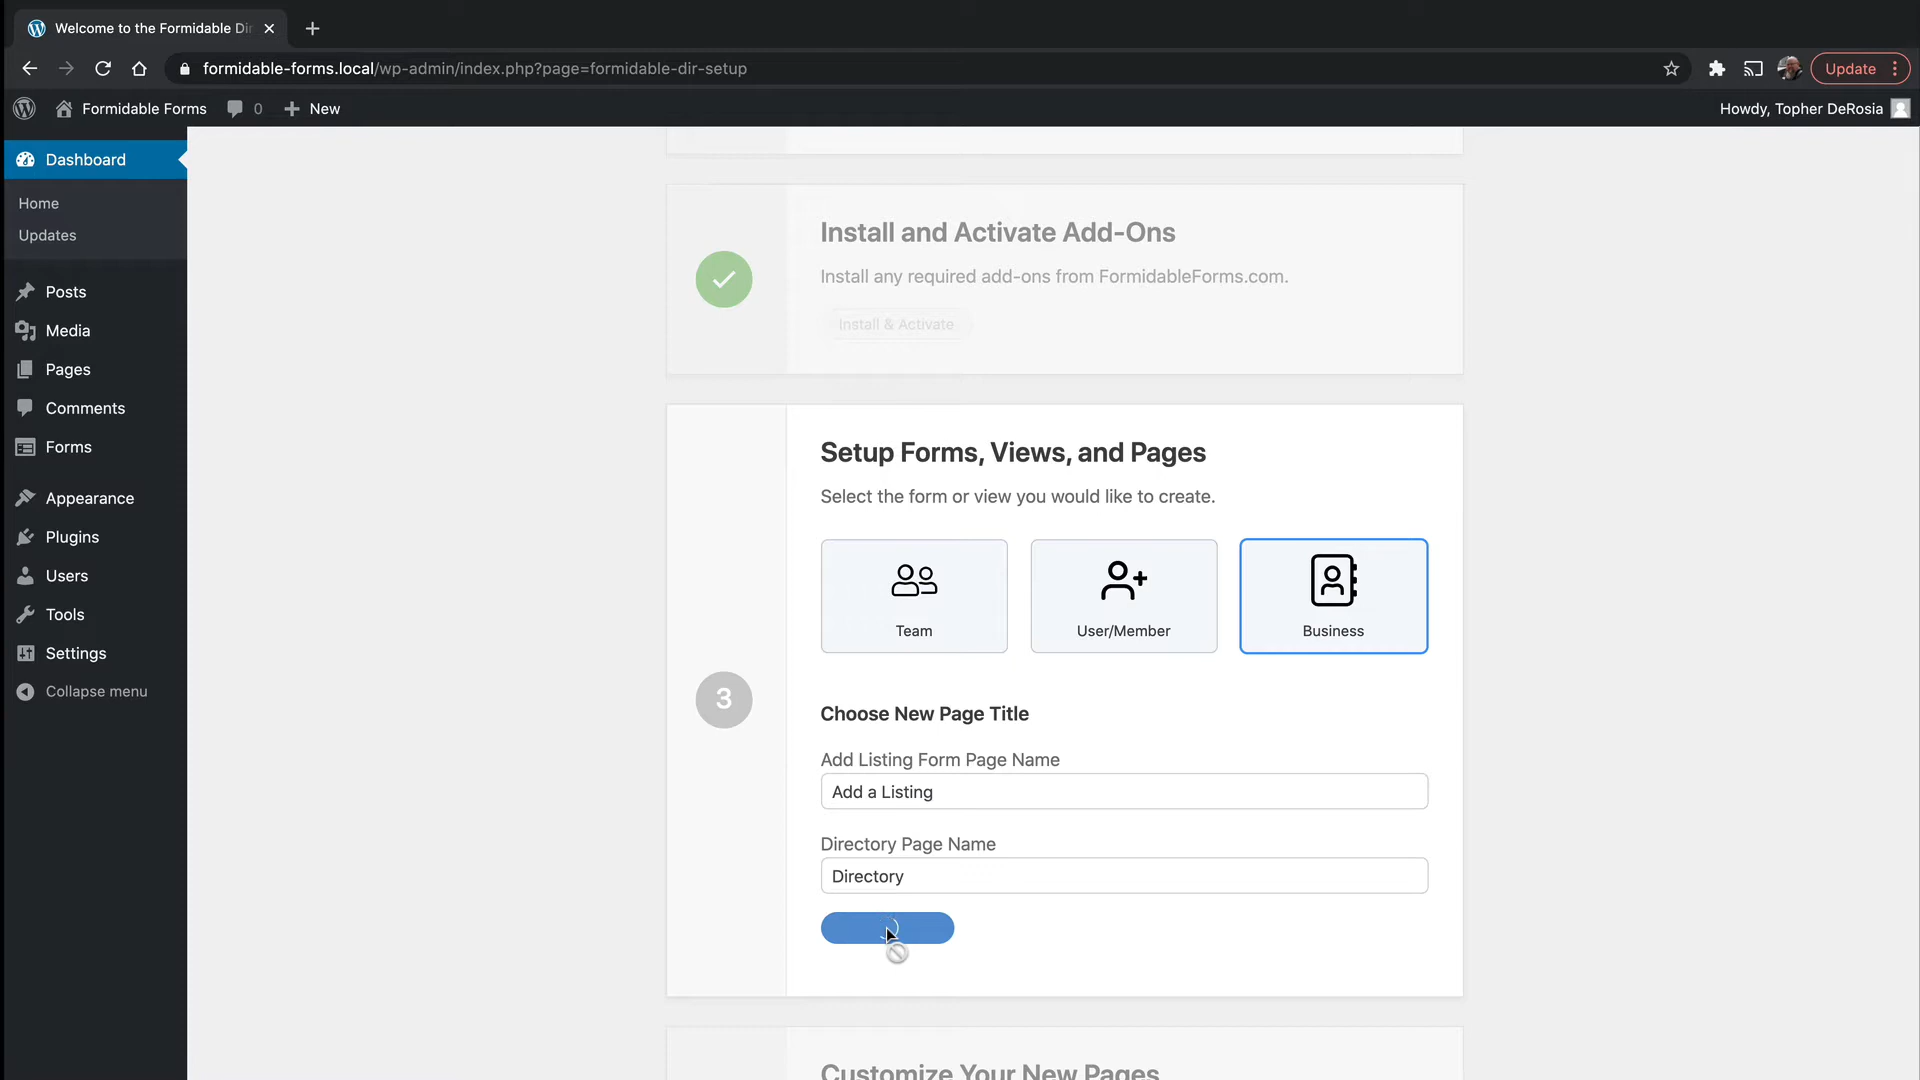 Welcome to the Formidable Dir
formidable-forms.local/wp-admin/index.php?page=formidable-dir-setup
Update
Formidable Forms
0
New
Howdy, Topher DeRosia
Dashboard
Home
Updates
Posts
Media
Pages
Comments
Forms
Appearance
Plugins
Users
Tools
Settings
Collapse menu
Install and Activate Add-Ons
Install any required add-ons from FormidableForms.com.
Install & Activate
Setup Forms, Views, and Pages
Select the form or view you would like to create.
Team
User/Member
Business
3
Choose New Page Title
Add Listing Form Page Name
Add a Listing
Directory Page Name
Directory
Customize Your New Pages